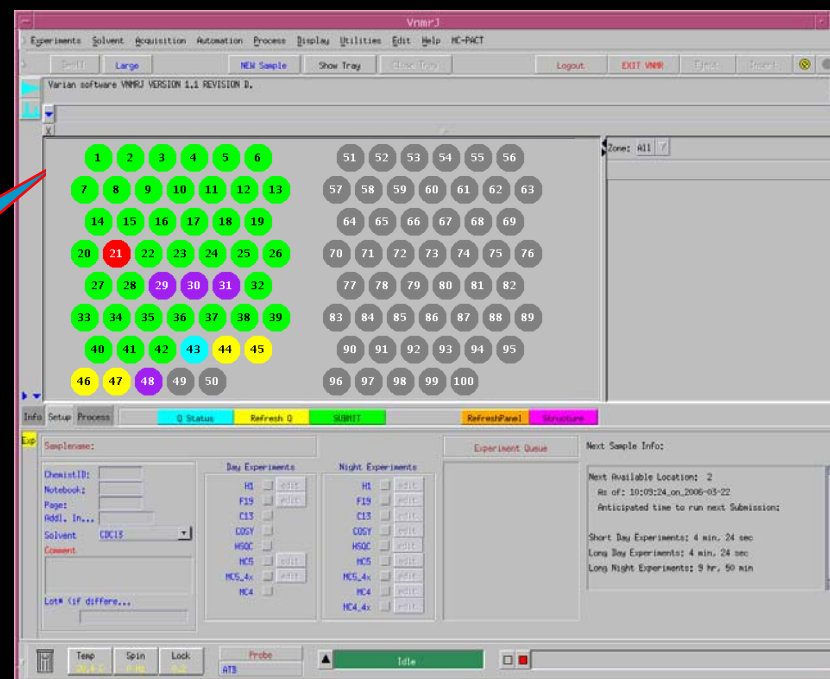 VnmrJ
Experiments Solvent Acquisition Automation Process Display Utilities Edit Help MC-PACT
Large NEW Sample Show Tray Close Tray Logout EXIT VNMR Eject Insert
Varian software VNMRJ VERSION 1.1 REVISION D.
X
Zone: All
1 2 3 4 5 6 51 52 53 54 55 56
7 8 9 10 11 12 13 57 58 59 60 61 62 63
14 15 16 17 18 19 64 65 66 67 68 69
20 21 22 23 24 25 26 70 71 72 73 74 75 76
27 28 29 30 31 32 77 78 79 80 81 82
33 34 35 36 37 38 39 83 84 85 86 87 88 89
40 41 42 43 44 45 90 91 92 93 94 95
46 47 48 49 50 96 97 98 99 100
Info Setup Process Q Status Refresh Q SUBMIT RefreshPanel Structure
Exp
Samplename:
ChemistID:
Notebook:
Page:
Addl. In...
Solvent CDCl3
Comment
Lot# (if differe...
Day Experiments
H1 edit
F19 edit
C13
COSY
HSQC
MC5 edit
MC5_4x edit
MC4
Night Experiments
H1 edit
F19 edit
C13 edit
COSY edit
HSQC edit
MC5 edit
MC5_4x edit
MC4 edit
MC4_4x edit
Experiment Queue
Next Sample Info:
Next Available Location: 2
As of: 10:09:24_on_2006-03-22
Anticipated time to run next Submission:
Short Day Experiments: 4 min, 24 sec
Long Day Experiments: 4 min, 24 sec
Long Night Experiments: 9 hr, 50 min
Temp Spin Lock Probe
ATB
Idle